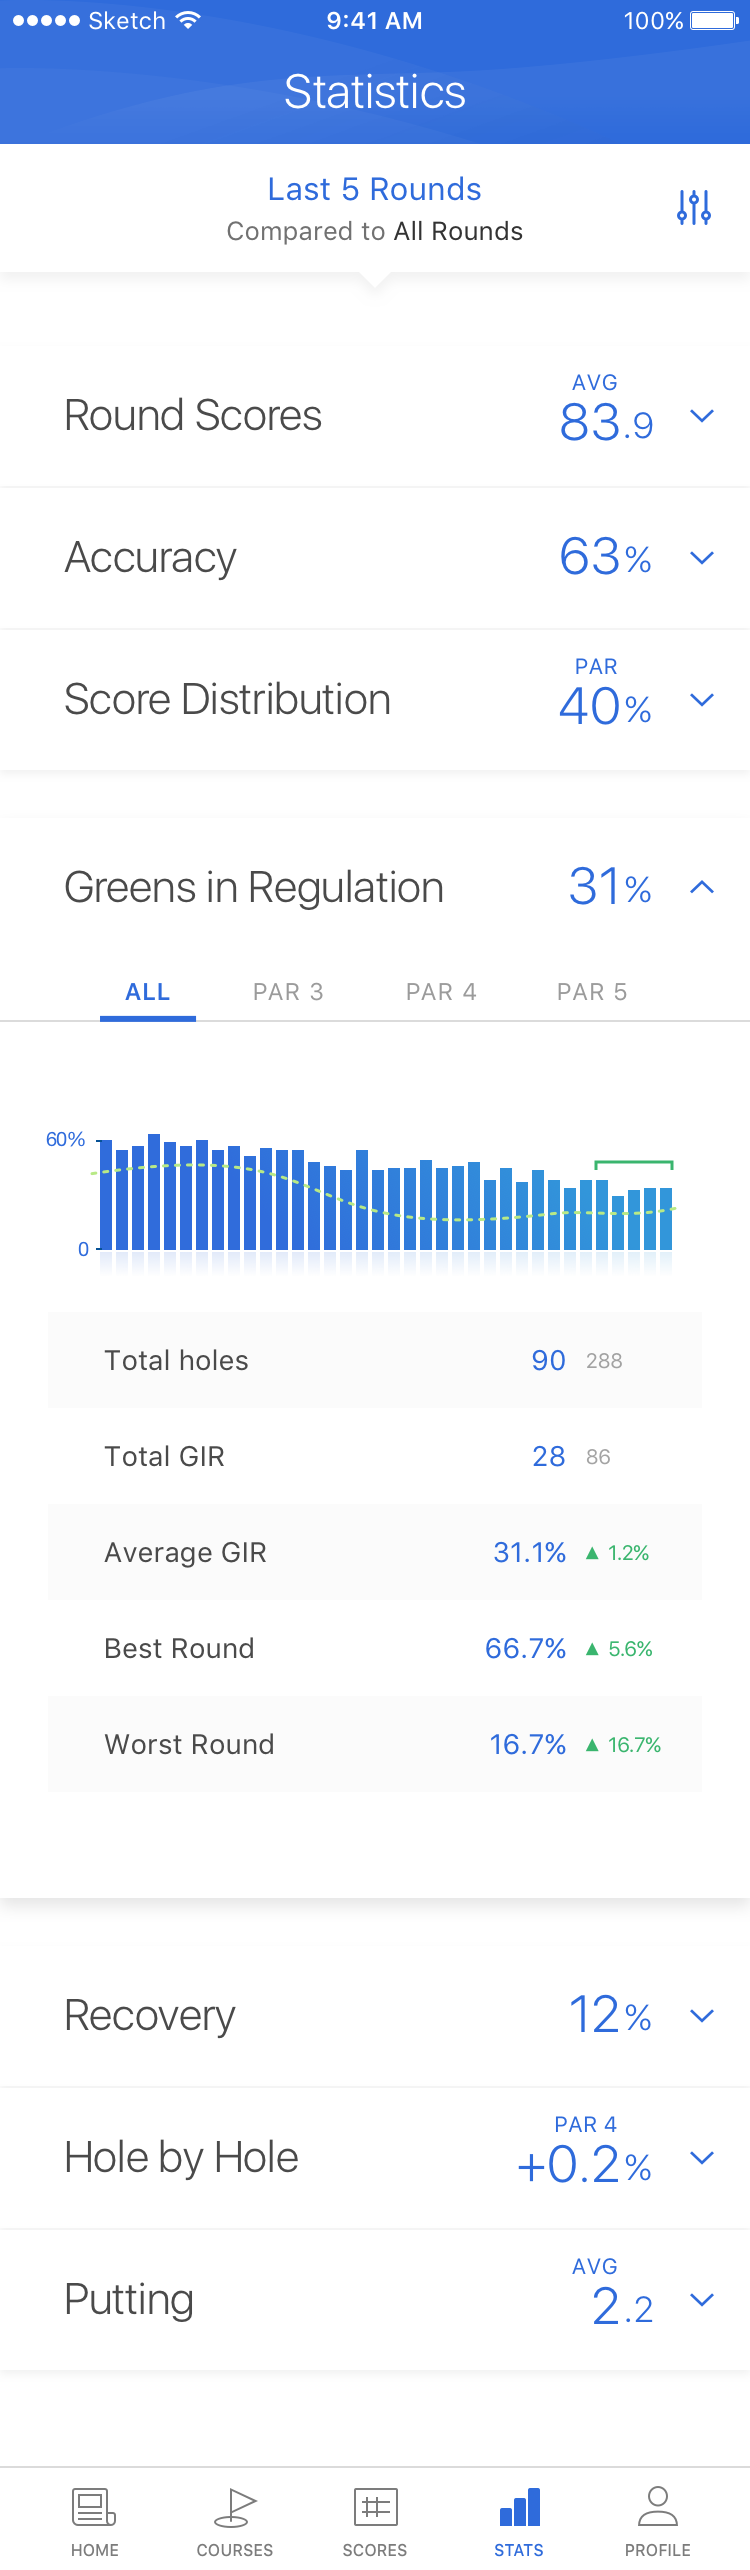 Sketch 9:41 AM 100%
Statistics
Last 5 Rounds
Compared to All Rounds
AVG
Round Scores 83.9
Accuracy 63%
PAR
Score Distribution 40%
Greens in Regulation 31%
ALL PAR 3 PAR 4 PAR 5
60%
0
Total holes 90 288
Total GIR 28 86
Average GIR 31.1% ▲ 1.2%
Best Round 66.7% ▲ 5.6%
Worst Round 16.7% ▲ 16.7%
Recovery 12%
PAR 4
Hole by Hole +0.2%
AVG
Putting 2.2
HOME COURSES SCORES STATS PROFILE